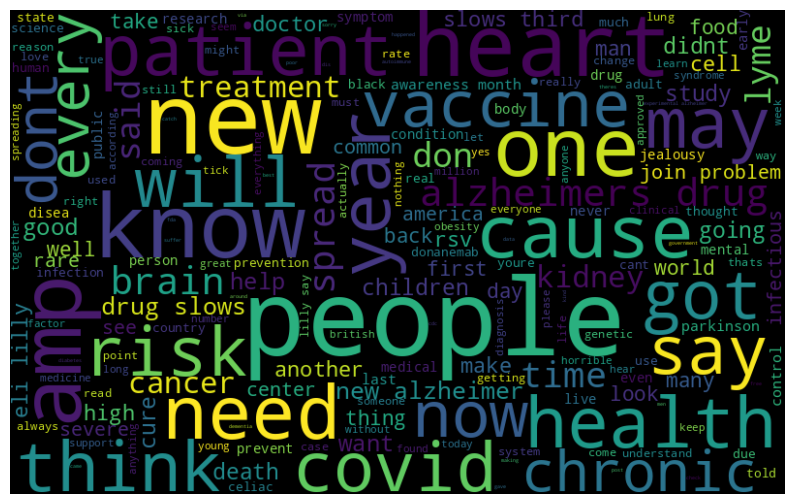 state
science
take
research
symptom
slows third
food
early
reason
love
true
human
sick
seem
doctor
much
man
didnt
patient
heart
lung
might
rate
change
learn
lyme
every
dont
said
new
treatment
still
black
awareness month
drug
really
adult
syndrome
cell
vaccine
must
body
study
may
approved
week
spreading
public
according
coming
everything
used
tick
nothing
actually
common
condition
let
yes
real
million
anyone
one
jealousy
join problem
way
will
don
alzheimers drug
never
clinical
thought
right
disea
good
together
well
rare
infection
know
spread
year
america
back
rsv
obesity
everyone
cause
going
mental
youre
donanemab
first
cant
thats
infectious
person
great
prevention
brain
help
children
day
kidney
world
drug slows
lilly say
british
people
please
diagnosis
life
genetic
hear
horrible
parkinson
got
government
factor
eli lilly
amp
risk
see
country
number
point
another
medical
make
time
use
even
say
control
medicine
long
read
cancer
center
new alzheimer
last
getting
many
always
high
severe
cure
need
someone
without
thing
now
live
look
health
keep
support
young
prevent
case
found
want
today
system
come
understand
due
told
think
anything
death
celiac
covid
chronic